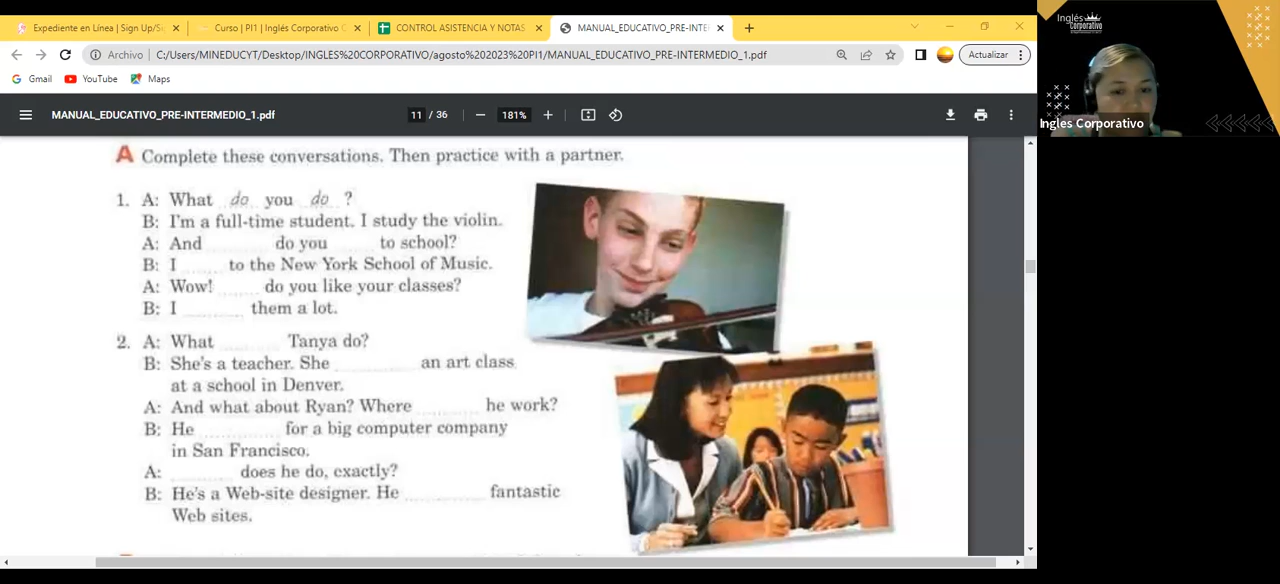 Expediente en Línea | Sign Up/Si
Curso | PI1 | Inglés Corporativo C
CONTROL ASISTENCIA Y NOTAS
MANUAL_EDUCATIVO_PRE-INTERME
Archivo
C:/Users/MINEDUCYT/Desktop/INGLES%20CORPORATIVO/agosto%202023%20PI1/MANUAL_EDUCATIVO_PRE-INTERMEDIO_1.pdf
Actualizar
Gmail
YouTube
Maps
MANUAL_EDUCATIVO_PRE-INTERMEDIO_1.pdf
11 / 36
181%
A Complete these conversations. Then practice with a partner.
1. A: What do you do ?
B: I'm a full-time student. I study the violin.
A: And ........ do you ........ to school?
B: I ........ to the New York School of Music.
A: Wow! ........ do you like your classes?
B: I ........ them a lot.
2. A: What ........ Tanya do?
B: She's a teacher. She ........ an art class
at a school in Denver.
A: And what about Ryan? Where ........ he work?
B: He ........ for a big computer company
in San Francisco.
A: ........ does he do, exactly?
B: He's a Web-site designer. He ........ fantastic
Web sites.
Inglés
Corporativo
Ingles Corporativo